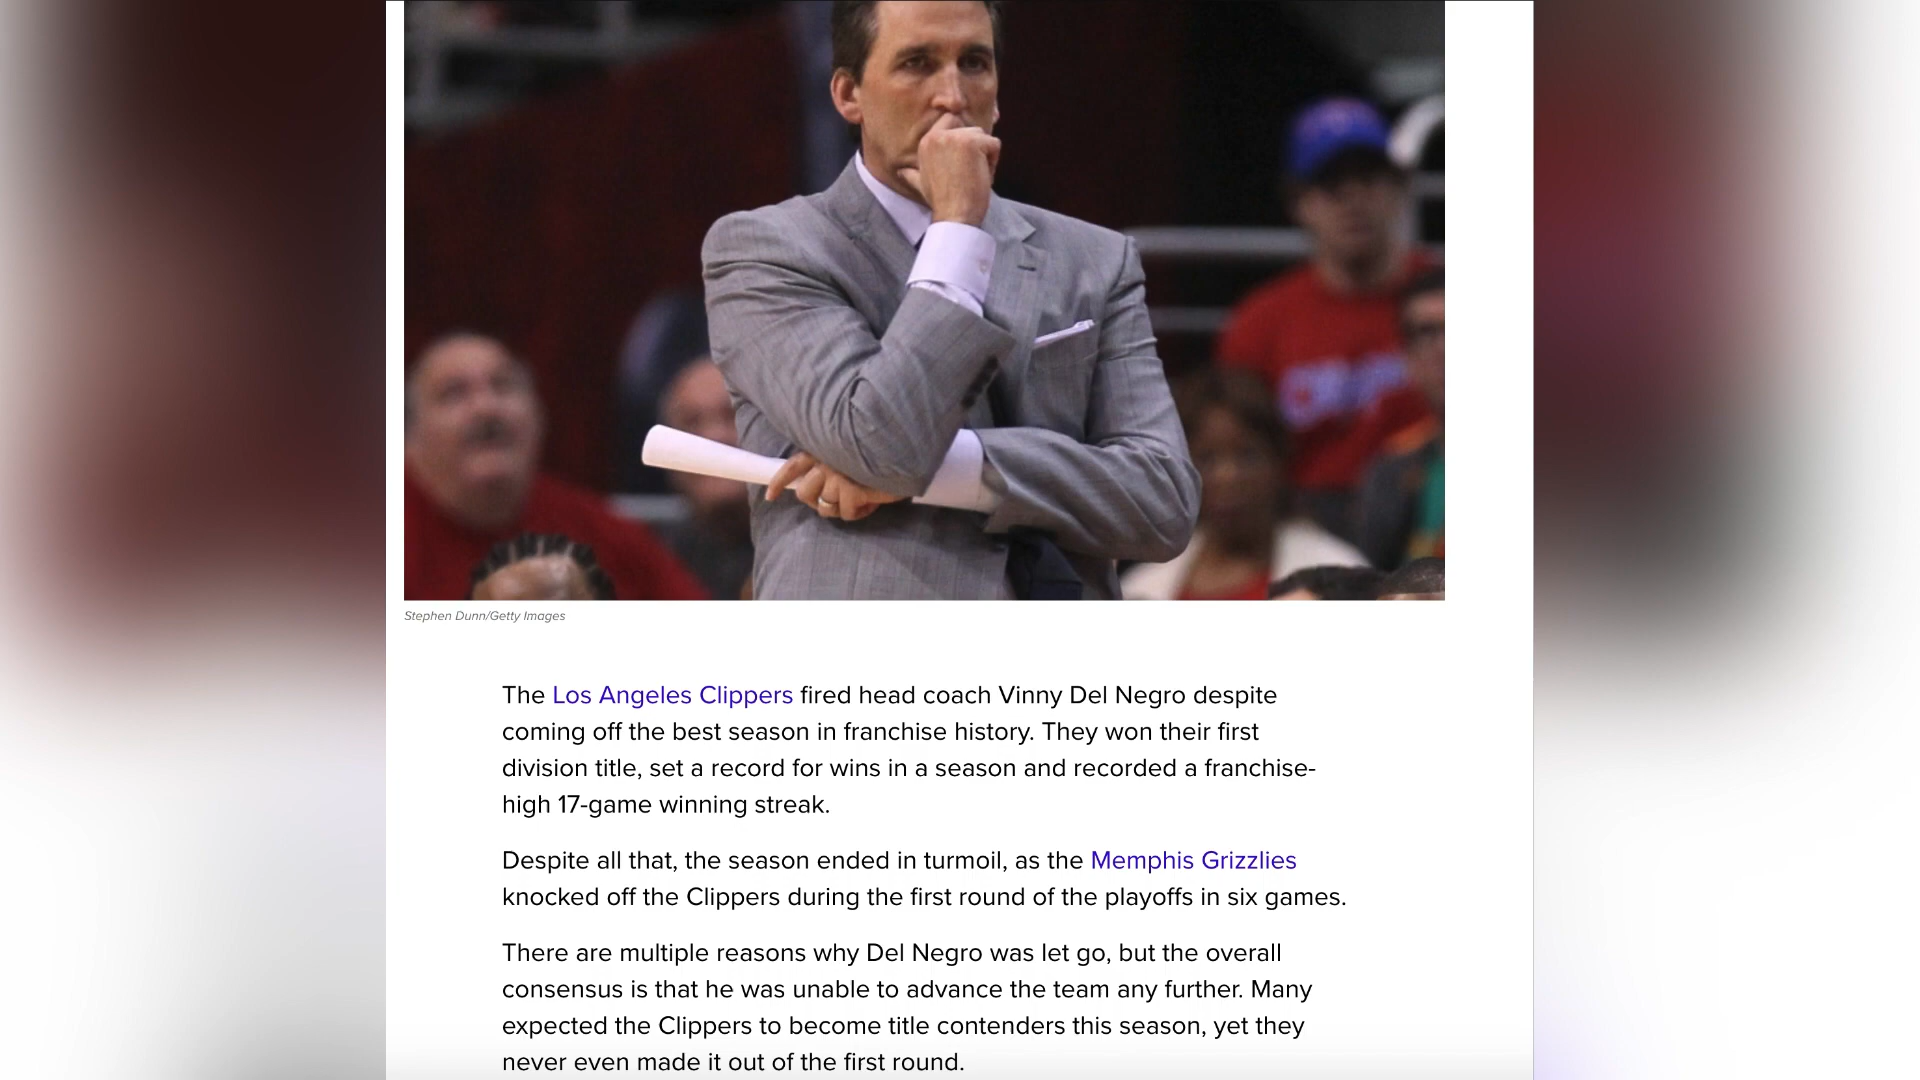 Stephen Dunn/Getty Images
The Los Angeles Clippers fired head coach Vinny Del Negro despite
coming off the best season in franchise history. They won their first
division title, set a record for wins in a season and recorded a franchise-
high 17-game winning streak.
Despite all that, the season ended in turmoil, as the Memphis Grizzlies
knocked off the Clippers during the first round of the playoffs in six games.
There are multiple reasons why Del Negro was let go, but the overall
consensus is that he was unable to advance the team any further. Many
expected the Clippers to become title contenders this season, yet they
never even made it out of the first round.